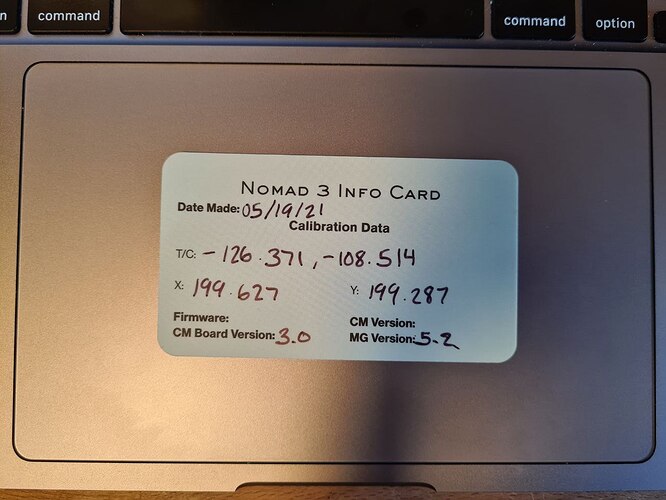 command
command
option
NOMAD 3 INFO CARD
Date Made: 05/19/21
Calibration Data
T/C: -126.371, -108.514
X: 199.627 Y: 199.287
Firmware: CM Version:
CM Board Version: 3.0 MG Version: 5.2